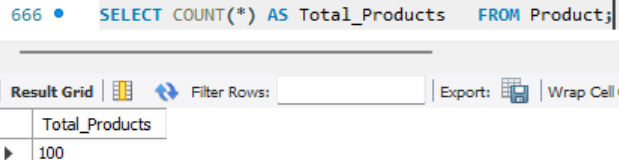 666 SELECT COUNT(*) AS Total_Products FROM Product;
Result Grid Filter Rows: Export: Wrap Cell
Total_Products
100